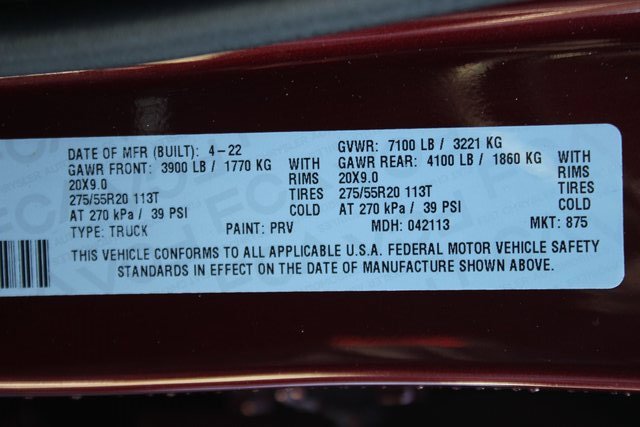 DATE OF MFR (BUILT): 4-22 GVWR: 7100 LB / 3221 KG
GAWR FRONT: 3900 LB / 1770 KG WITH GAWR REAR: 4100 LB / 1860 KG WITH
20X9.0 RIMS 20X9.0 RIMS
275/55R20 113T TIRES 275/55R20 113T TIRES
AT 270 kPa / 39 PSI COLD AT 270 kPa / 39 PSI COLD
TYPE: TRUCK PAINT: PRV MDH: 042113 MKT: 875
THIS VEHICLE CONFORMS TO ALL APPLICABLE U.S.A. FEDERAL MOTOR VEHICLE SAFETY
STANDARDS IN EFFECT ON THE DATE OF MANUFACTURE SHOWN ABOVE.